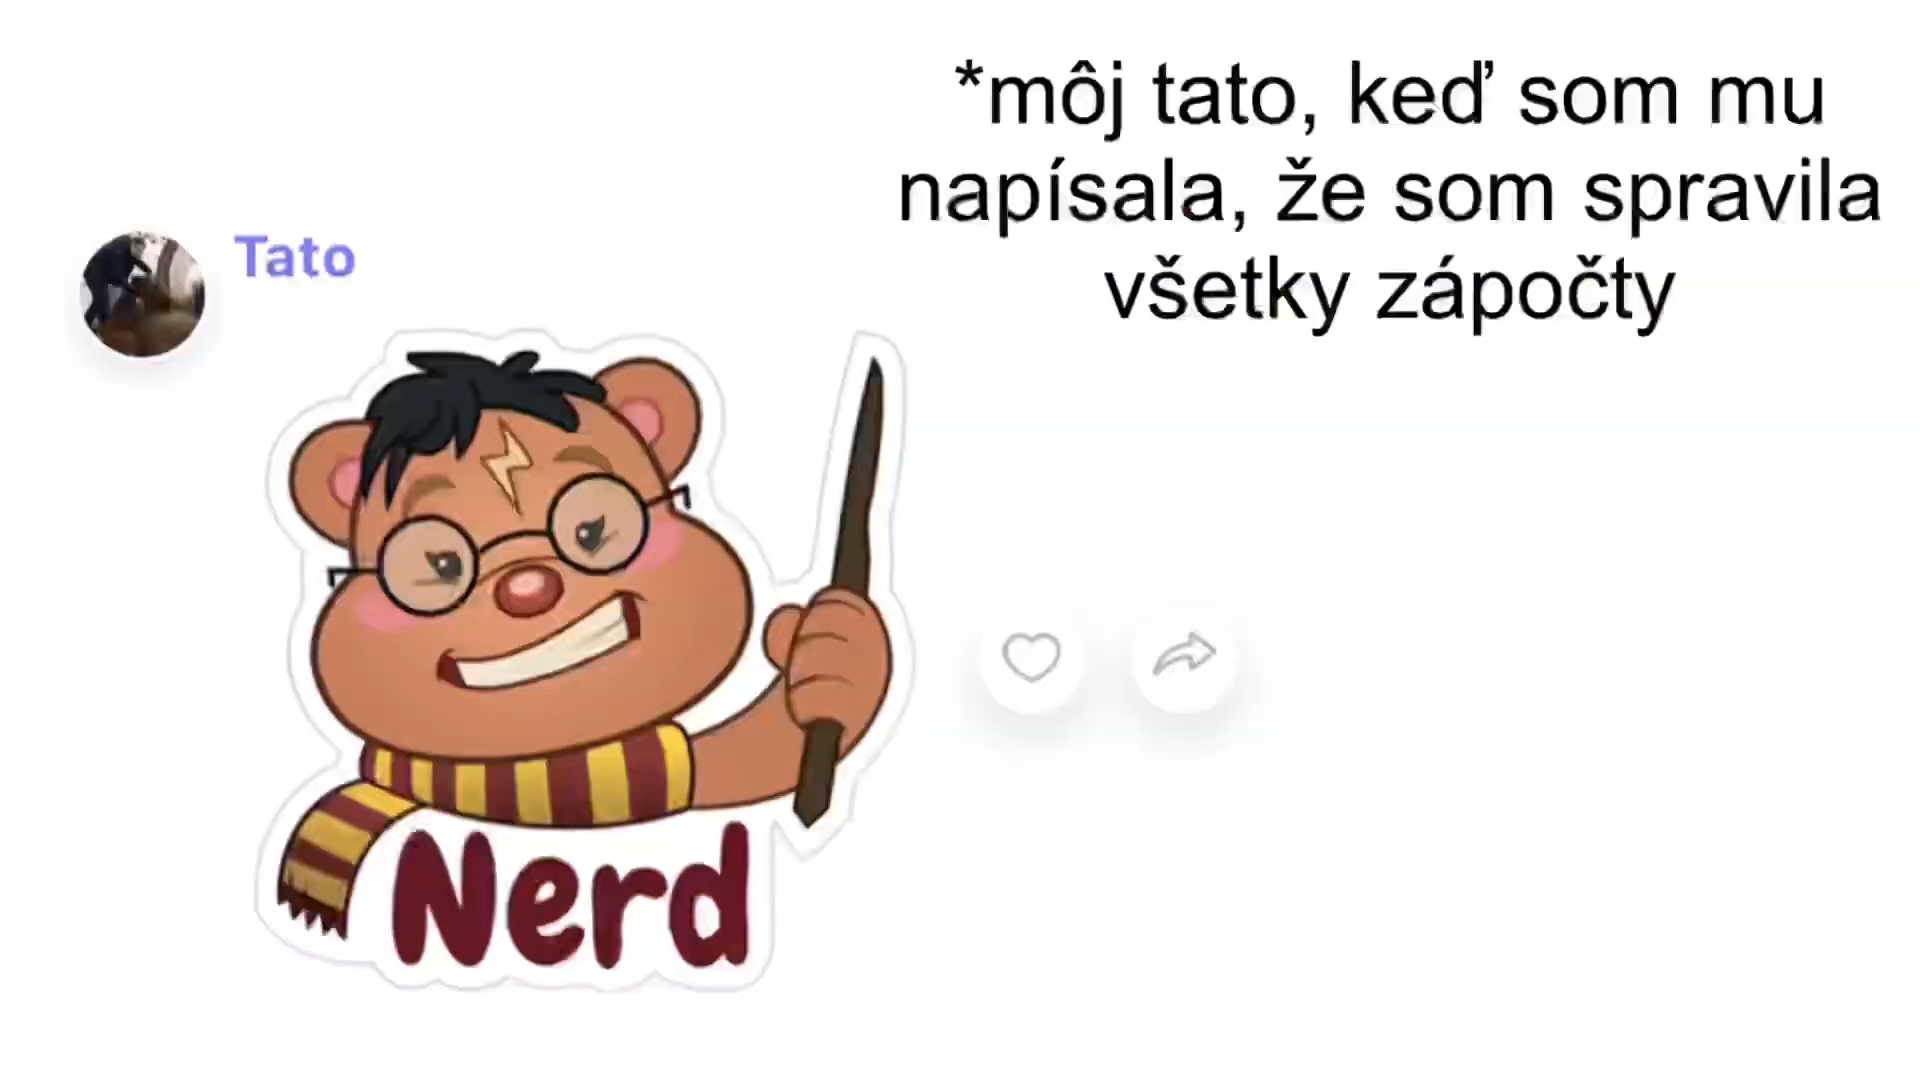 *môj tato, keď som mu
napísala, že som spravila
všetky zápočty
Tato
Nerd